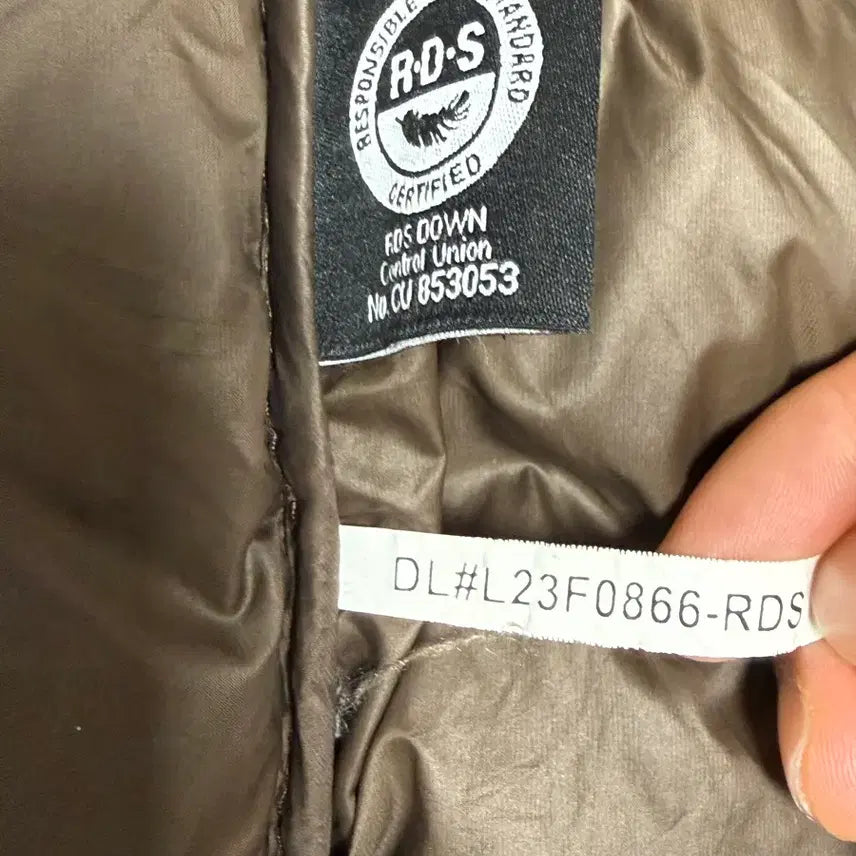 RESPONSIBLE STANDARD
R·D·S
CERTIFIED
RDS DOWN
Control Union
No. CU 853053
DL#L23F0866-RDS